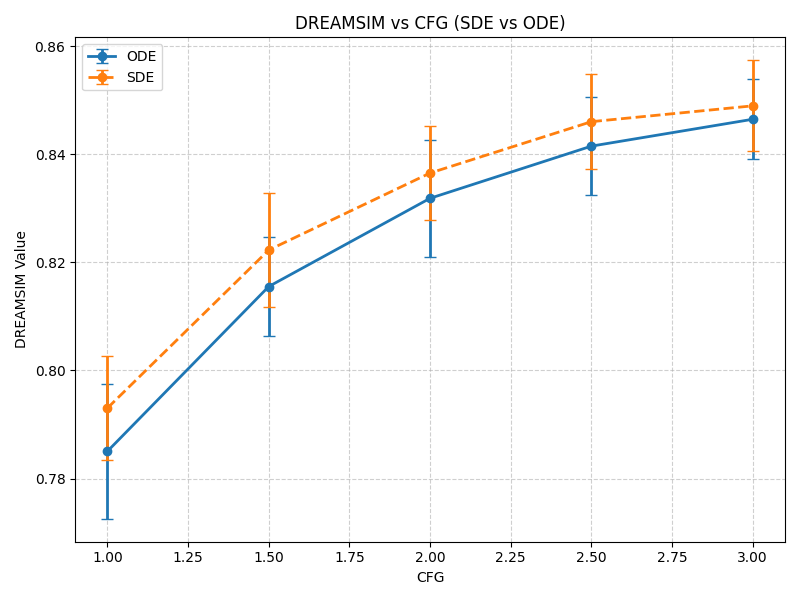 DREAMSIM vs CFG (SDE vs ODE)
ODE
SDE
DREAMSIM Value
0.86
0.84
0.82
0.80
0.78
1.00 1.25 1.50 1.75 2.00 2.25 2.50 2.75 3.00
CFG